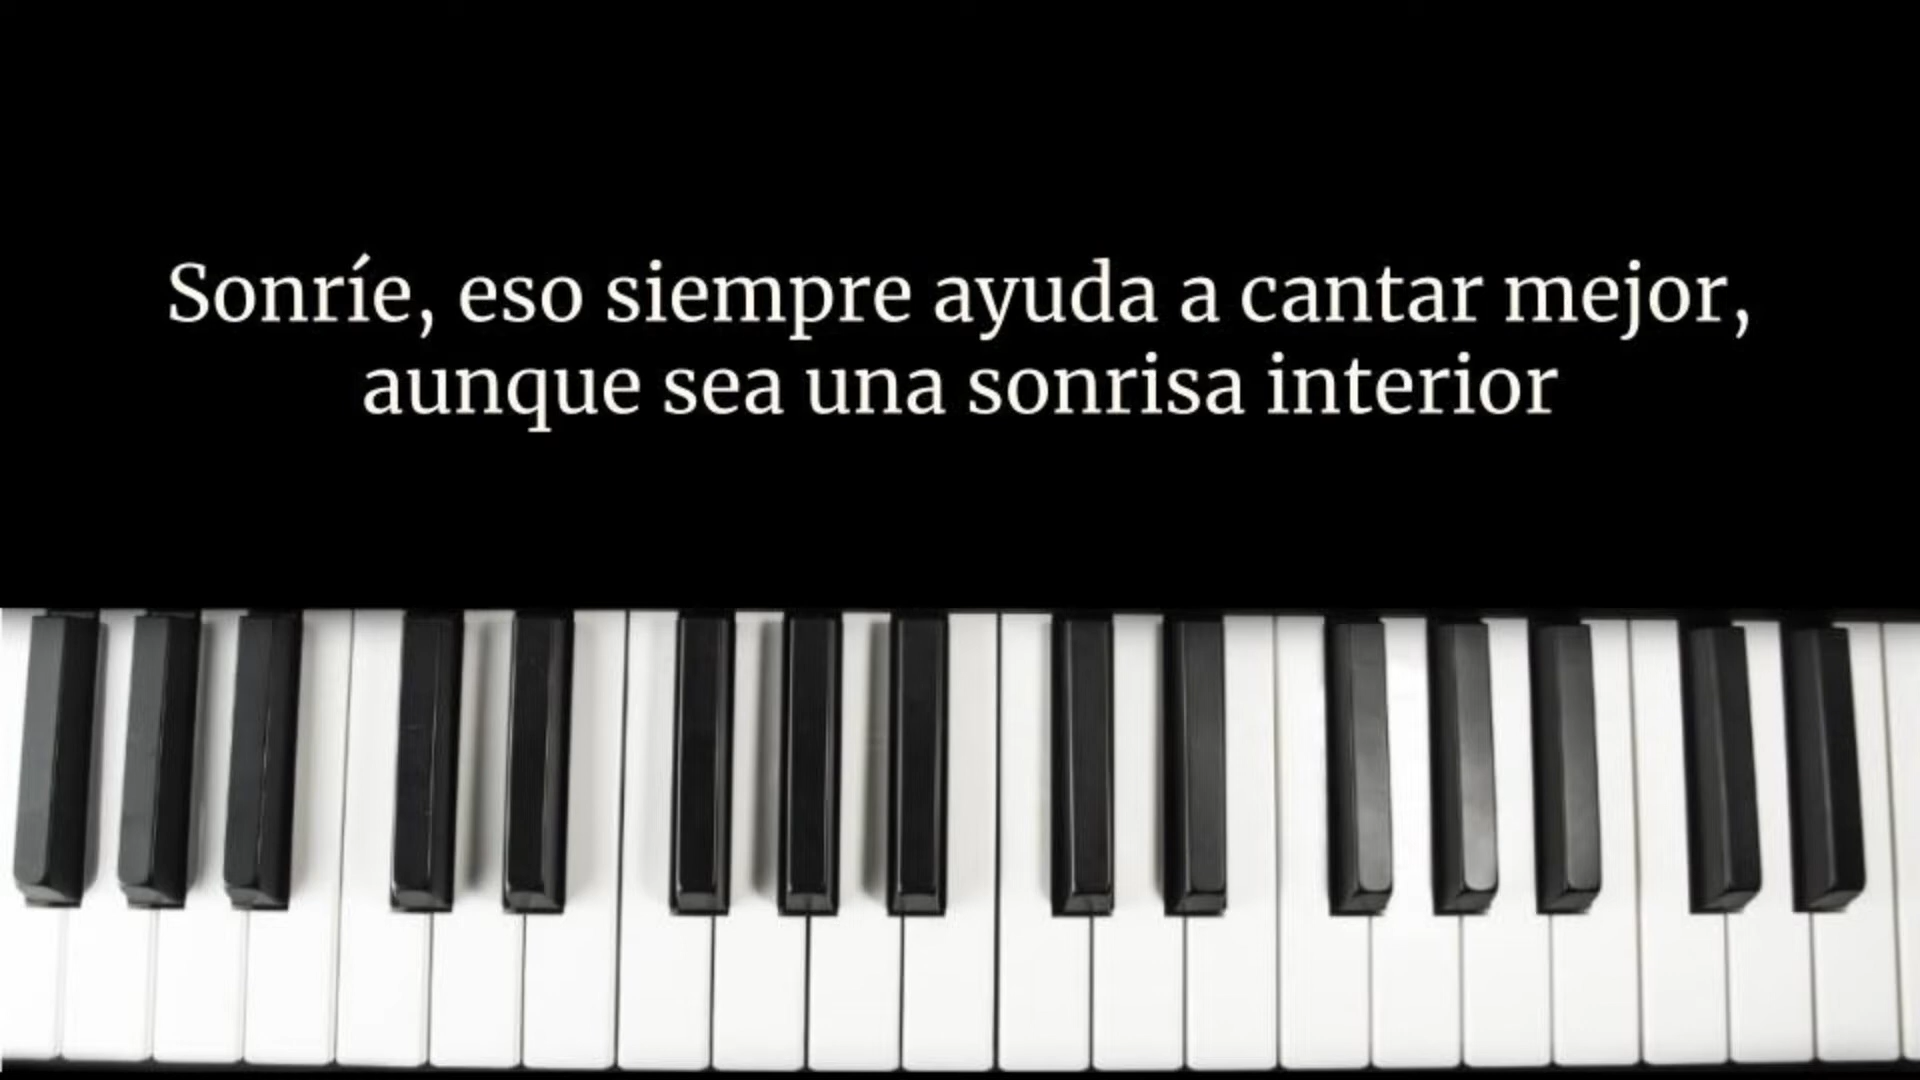 Sonríe, eso siempre ayuda a cantar mejor,
aunque sea una sonrisa interior